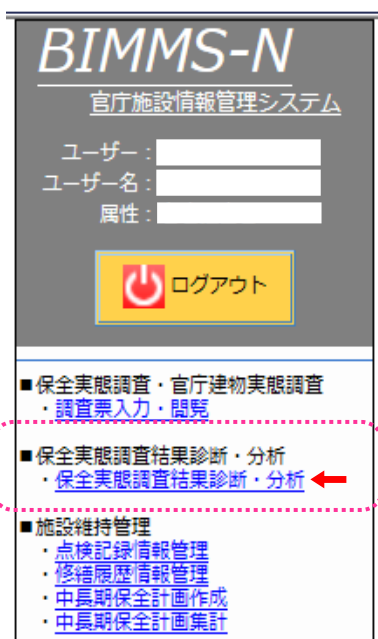 BIMMS-N
官庁施設情報管理システム
ユーザー：
ユーザー名：
属性：
ログアウト
■保全実態調査・官庁建物実態調査
・調査票入力・閲覧
■保全実態調査結果診断・分析
・保全実態調査結果診断・分析
■施設維持管理
・点検記録情報管理
・修繕履歴情報管理
・中長期保全計画作成
・中長期保全計画集計